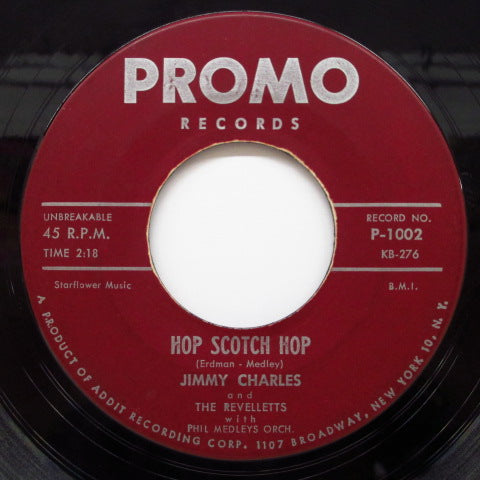 PROMO
RECORDS
UNBREAKABLE
45 R.P.M.
TIME 2:18
RECORD NO.
P-1002
KB-276
Starflower Music
B.M.I.
HOP SCOTCH HOP
(Erdman - Medley)
JIMMY CHARLES
and
THE REVELLETTS
with
PHIL MEDLEYS ORCH.
A PRODUCT OF ADDIT RECORDING CORP. 1107 BROADWAY, NEW YORK 10, N. Y.